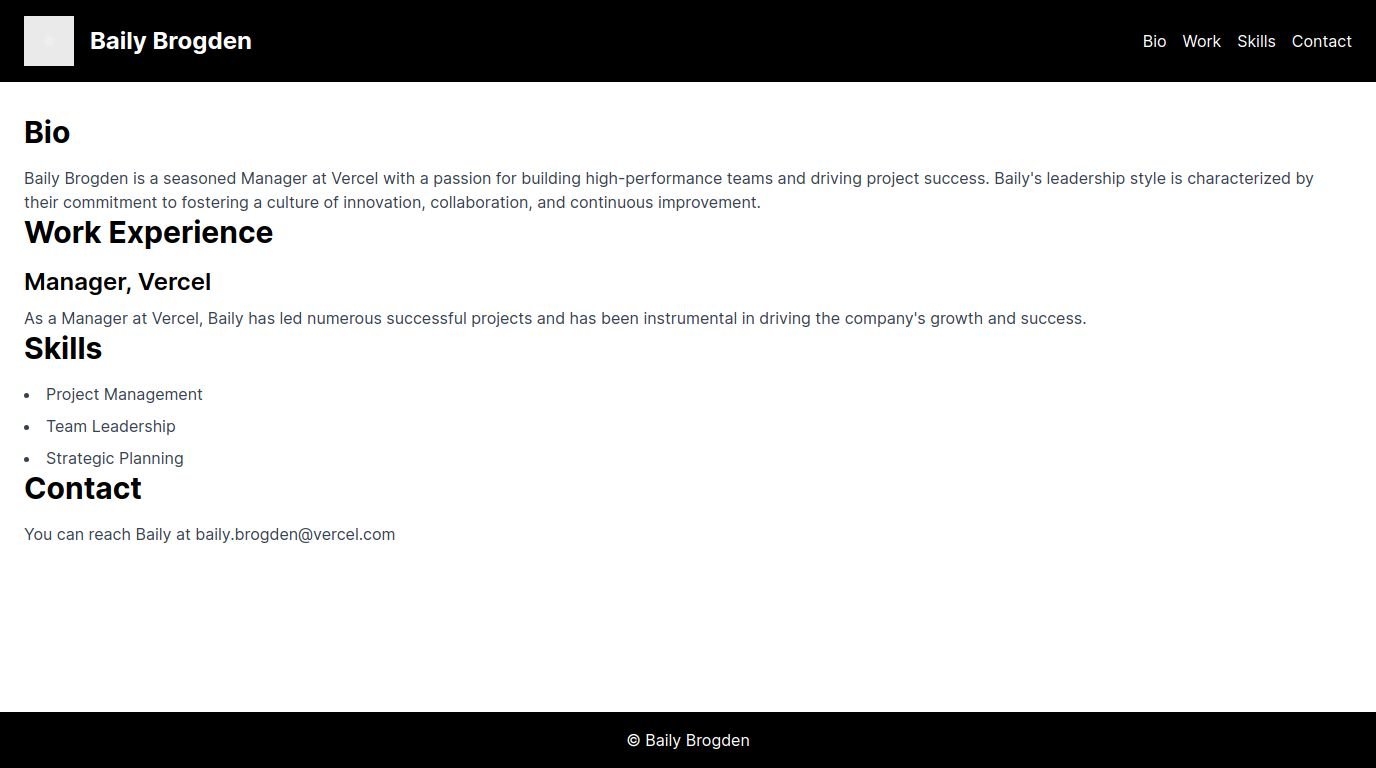 Baily Brogden
Bio Work Skills Contact
Bio
Baily Brogden is a seasoned Manager at Vercel with a passion for building high-performance teams and driving project success. Baily's leadership style is characterized by
their commitment to fostering a culture of innovation, collaboration, and continuous improvement.
Work Experience
Manager, Vercel
As a Manager at Vercel, Baily has led numerous successful projects and has been instrumental in driving the company's growth and success.
Skills
• Project Management
• Team Leadership
• Strategic Planning
Contact
You can reach Baily at baily.brogden@vercel.com
© Baily Brogden